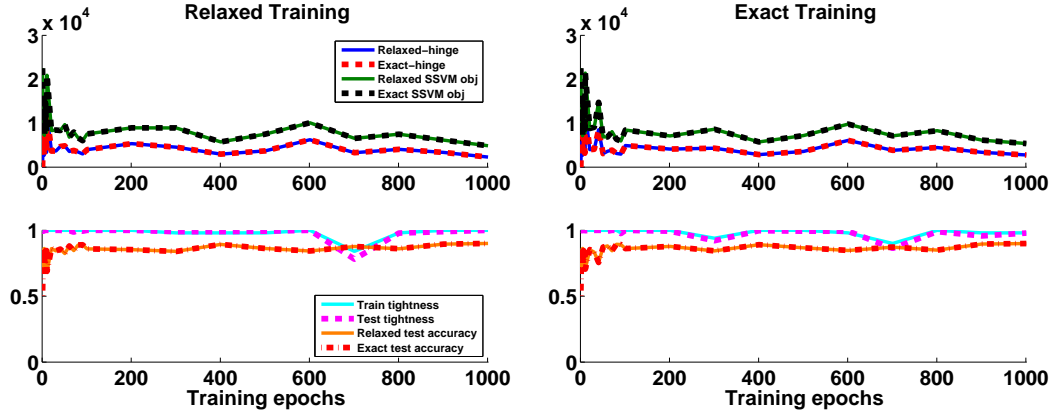 Relaxed Training
x 10^4
3
2
1
0
0 200 400 600 800 1000
Relaxed-hinge
Exact-hinge
Relaxed SSVM obj
Exact SSVM obj
Exact Training
x 10^4
3
2
1
0
0 200 400 600 800 1000
1
0.5
0
0 200 400 600 800 1000
Train tightness
Test tightness
Relaxed test accuracy
Exact test accuracy
Training epochs
1
0.5
0
0 200 400 600 800 1000
Training epochs